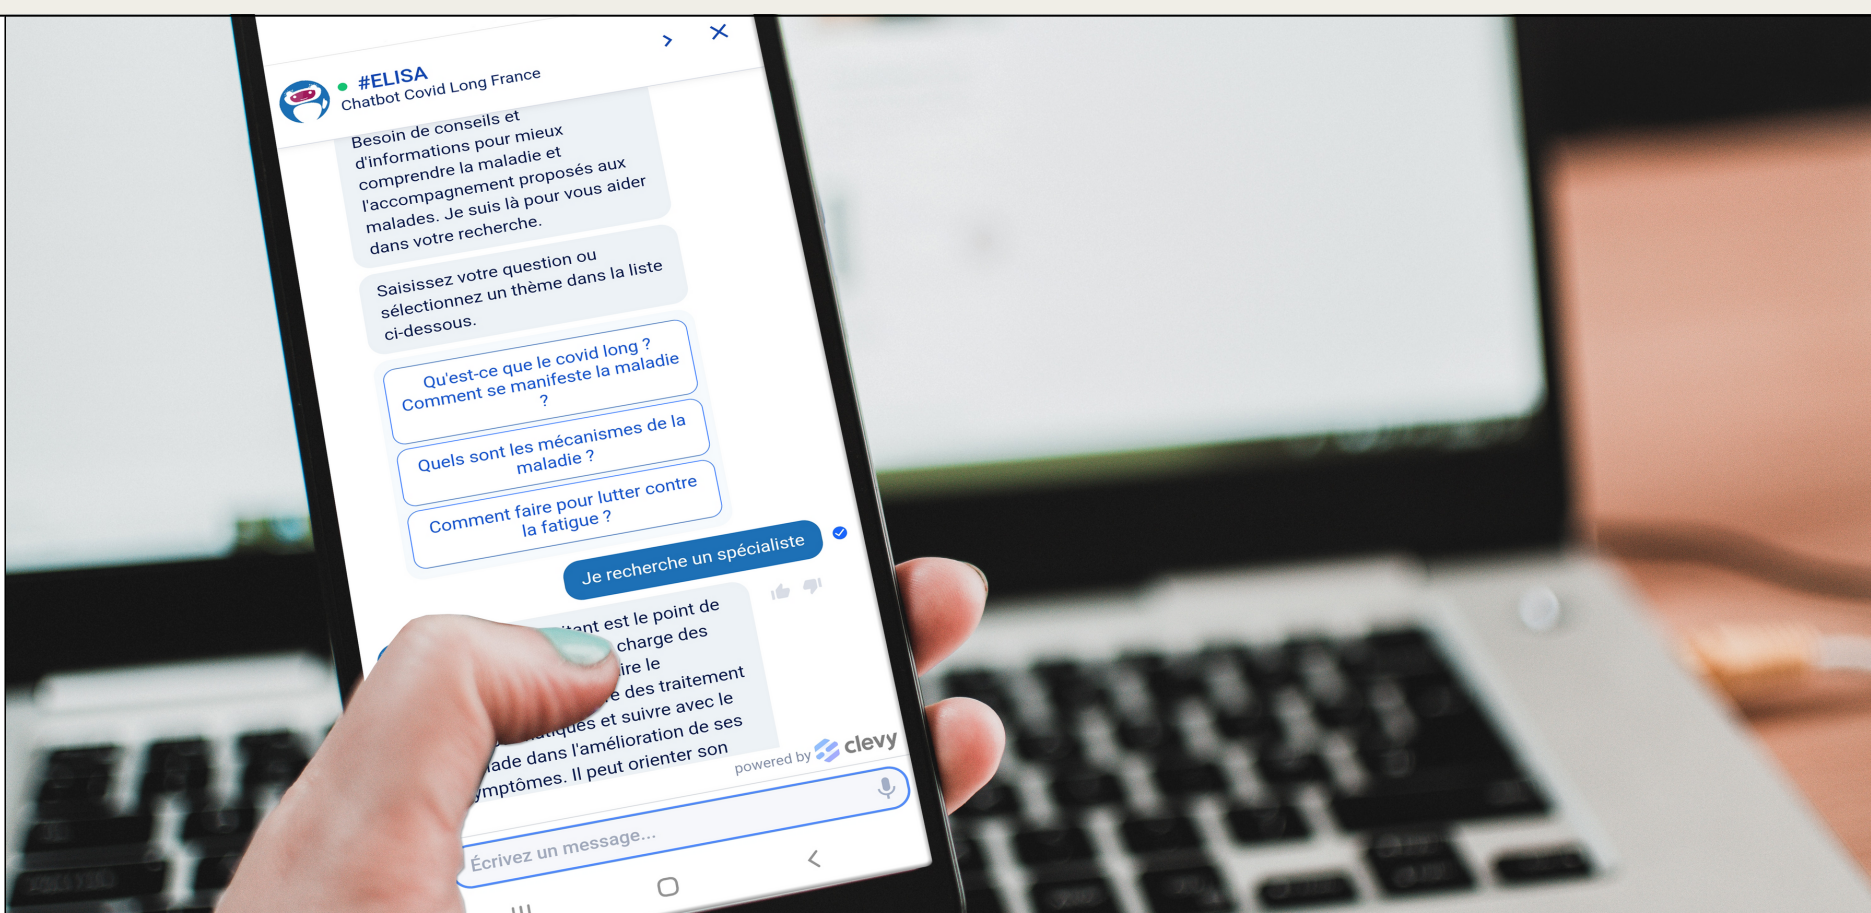 #ELISA
Chatbot Covid Long France
Besoin de conseils et
d'informations pour mieux
comprendre la maladie et
l'accompagnement proposés aux
malades. Je suis là pour vous aider
dans votre recherche.
Saisissez votre question ou
sélectionnez un thème dans la liste
ci-dessous.
Qu'est-ce que le covid long ?
Comment se manifeste la maladie
?
Quels sont les mécanismes de la
maladie ?
Comment faire pour lutter contre
la fatigue ?
Je recherche un spécialiste
est le point de
charge des
le
des traitement
et suivre avec le
dans l'amélioration de ses
Il peut orienter son
powered by clevy
Écrivez un message...